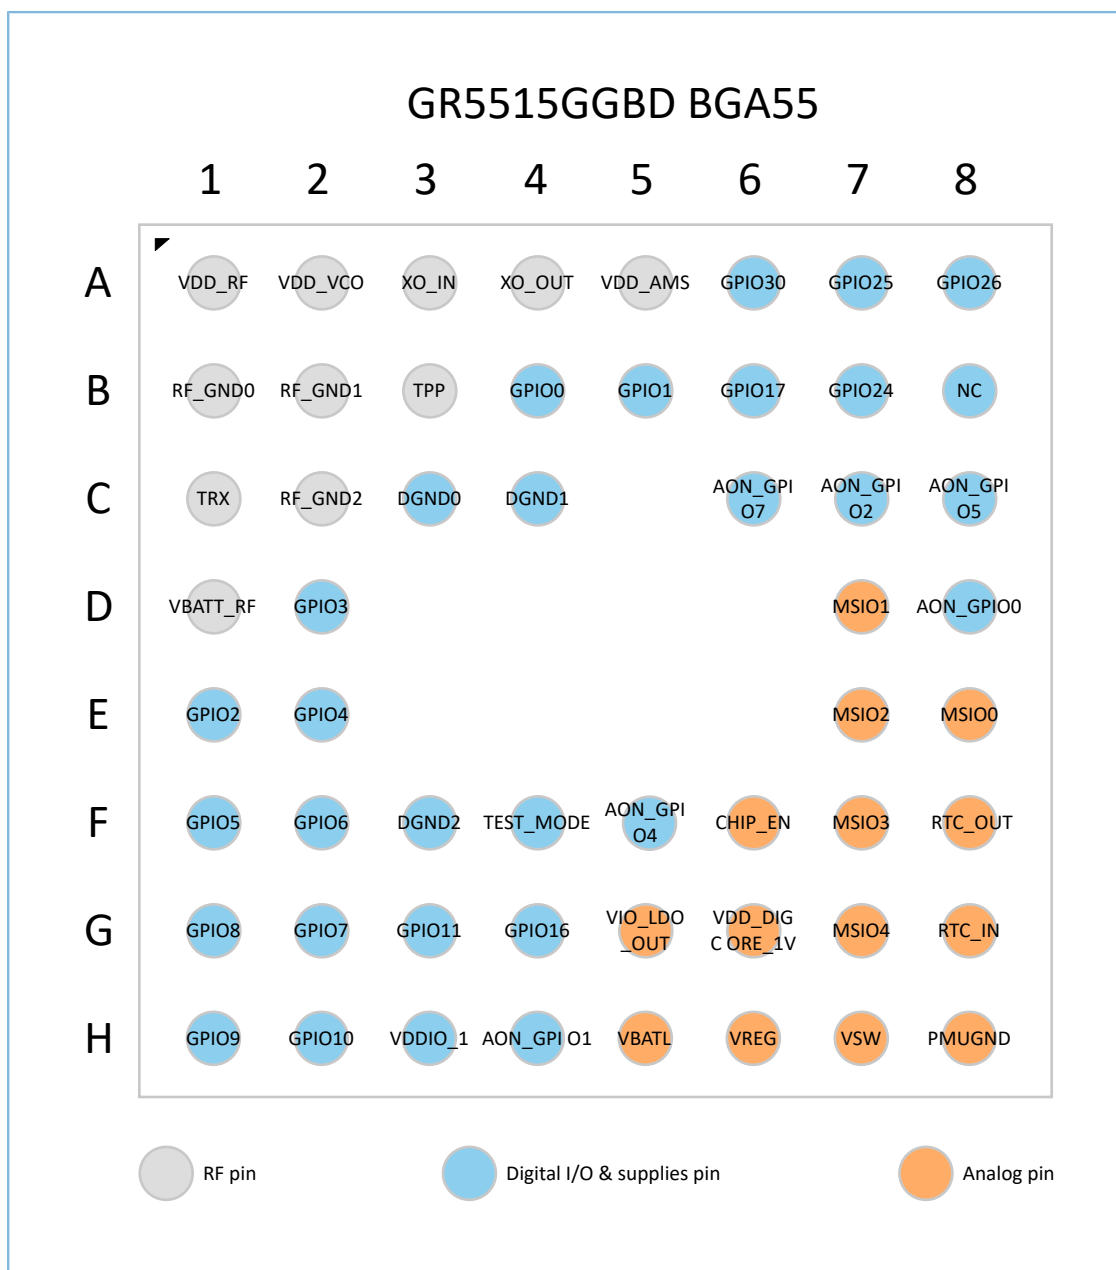 GR5515GGBD BGA55
1 2 3 4 5 6 7 8
A VDD_RF VDD_VCO XO_IN XO_OUT VDD_AMS GPIO30 GPIO25 GPIO26
B RF_GND0 RF_GND1 TPP GPIO0 GPIO1 GPIO17 GPIO24 NC
C TRX RF_GND2 DGND0 DGND1 AON_GPI AON_GPI AON_GPI
O7 O2 O5
D VBATT_RF GPIO3 MSIO1 AON_GPIO0
E GPIO2 GPIO4 MSIO2 MSIO0
F GPIO5 GPIO6 DGND2 TEST_MODE AON_GPI CHIP_EN MSIO3 RTC_OUT
O4
G GPIO8 GPIO7 GPIO11 GPIO16 VIO_LDO VDD_DIG MSIO4 RTC_IN
_OUT C ORE_1V
H GPIO9 GPIO10 VDDIO_1 AON_GPI O1 VBATL VREG VSW PMUGND
RF pin Digital I/O & supplies pin Analog pin